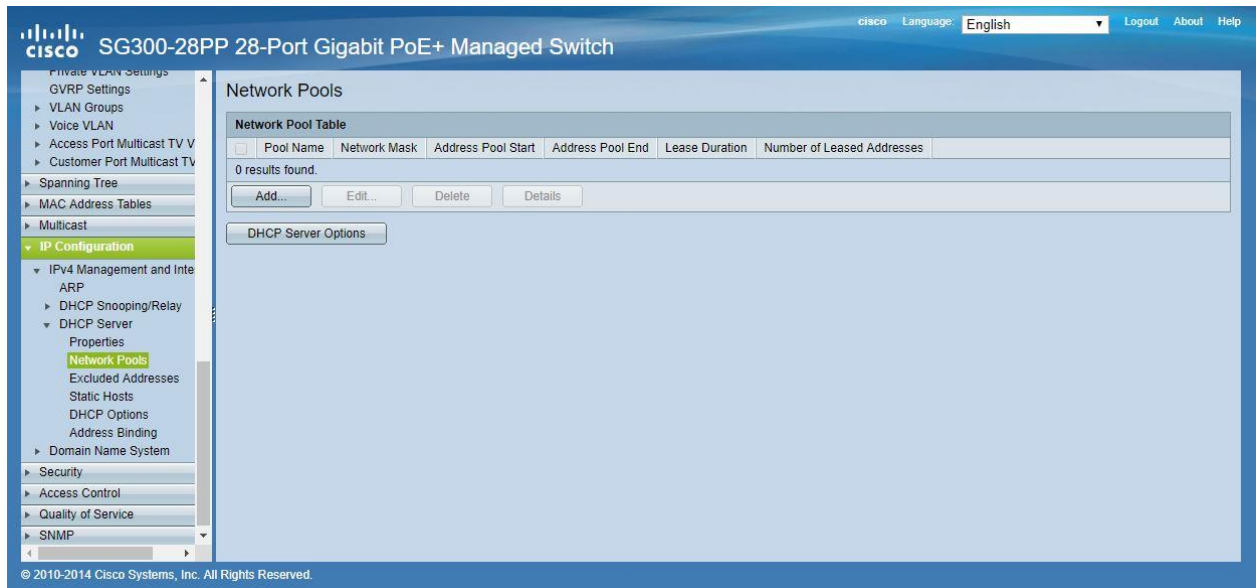 cisco Language: English Logout About Help
CISCO SG300-28PP 28-Port Gigabit PoE+ Managed Switch
Private VLAN Settings
GVRP Settings
VLAN Groups
Voice VLAN
Access Port Multicast TV V
Customer Port Multicast TV
Spanning Tree
MAC Address Tables
Multicast
IP Configuration
IPv4 Management and Inte
ARP
DHCP Snooping/Relay
DHCP Server
Properties
Network Pools
Excluded Addresses
Static Hosts
DHCP Options
Address Binding
Domain Name System
Security
Access Control
Quality of Service
SNMP
Network Pools
Network Pool Table
Pool Name Network Mask Address Pool Start Address Pool End Lease Duration Number of Leased Addresses
0 results found.
Add... Edit... Delete Details
DHCP Server Options
© 2010-2014 Cisco Systems, Inc. All Rights Reserved.